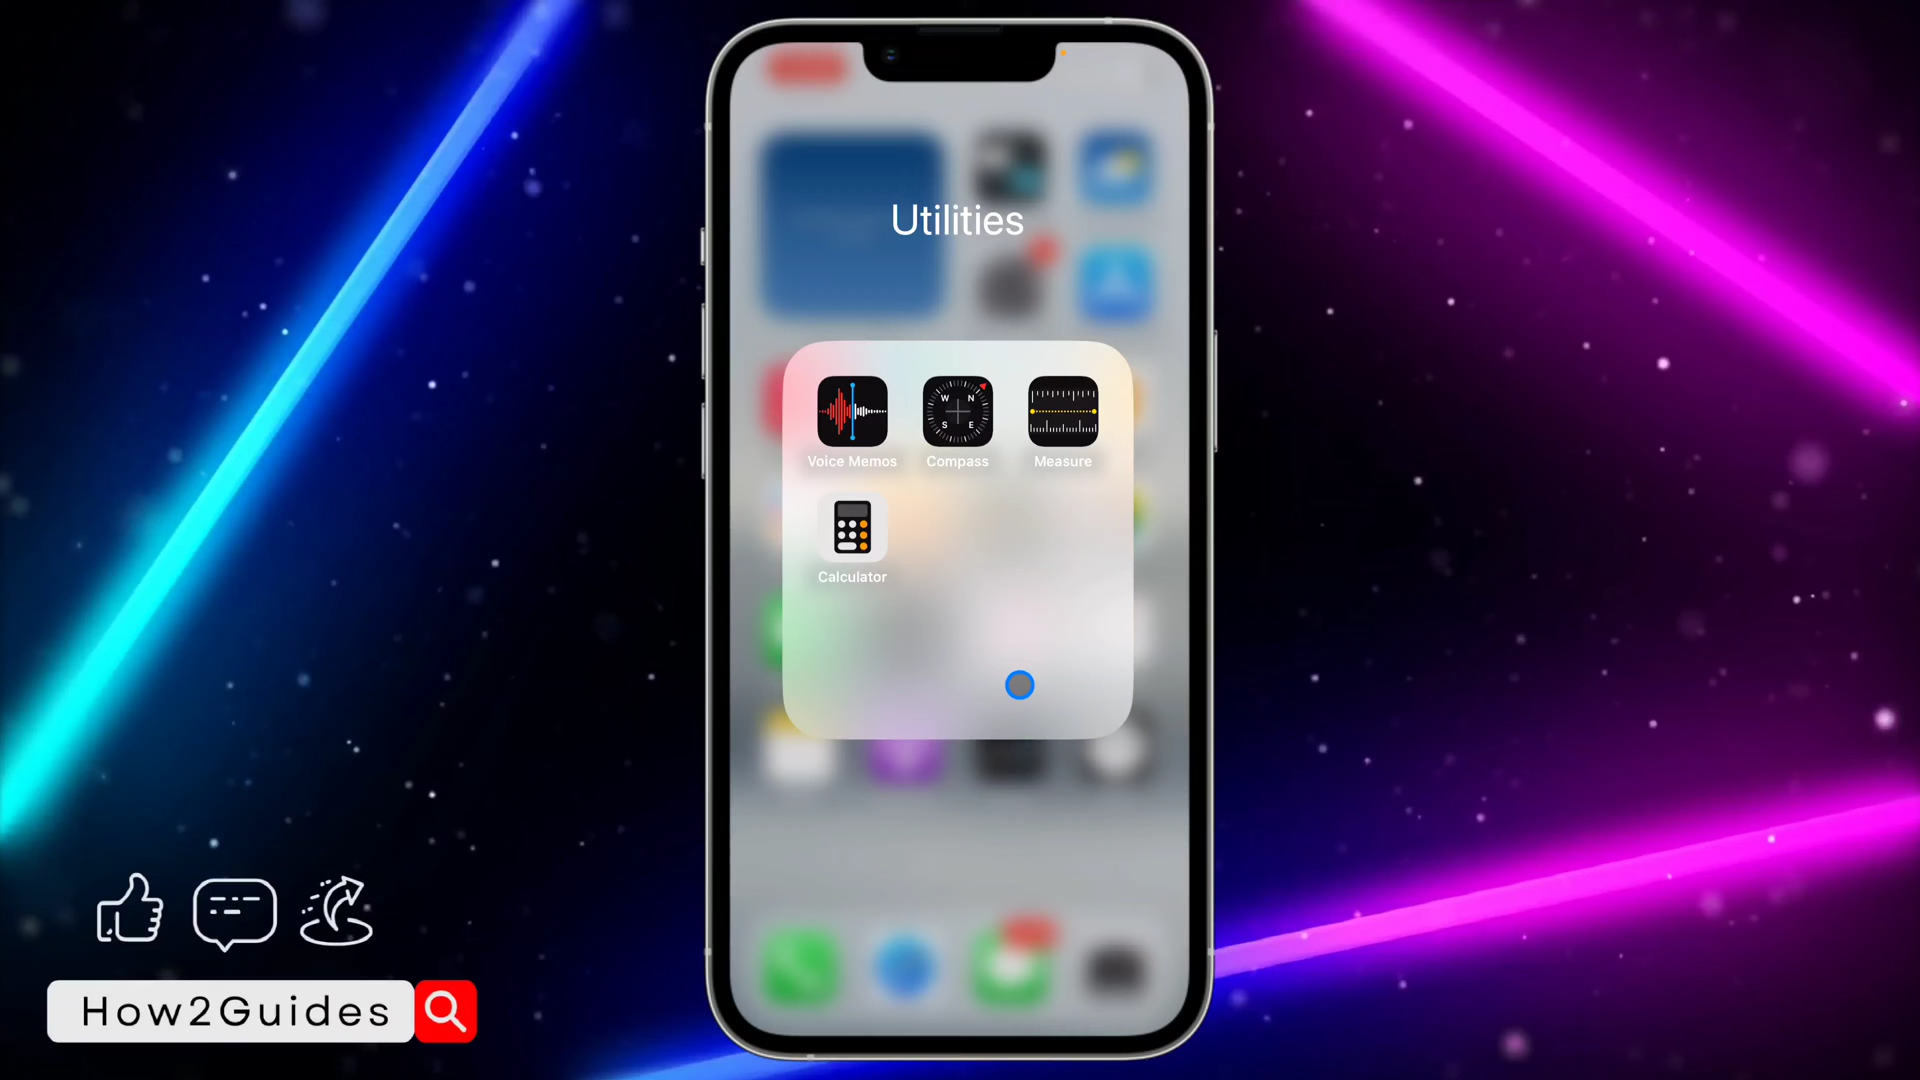 Utilities
W N
S E
Voice Memos Compass Measure
Calculator
How2Guides